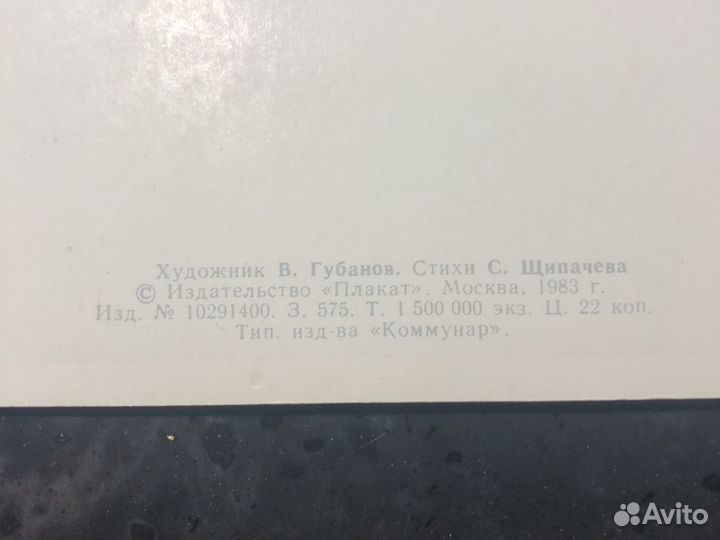 Художник В. Губанов. Стихи С. Щипачева
© Издательство «Плакат». Москва, 1983 г.
Изд. № 10291400. З. 575. Т. 1 500 000 экз. Ц. 22 коп.
Тип. изд-ва «Коммунар».
Avito